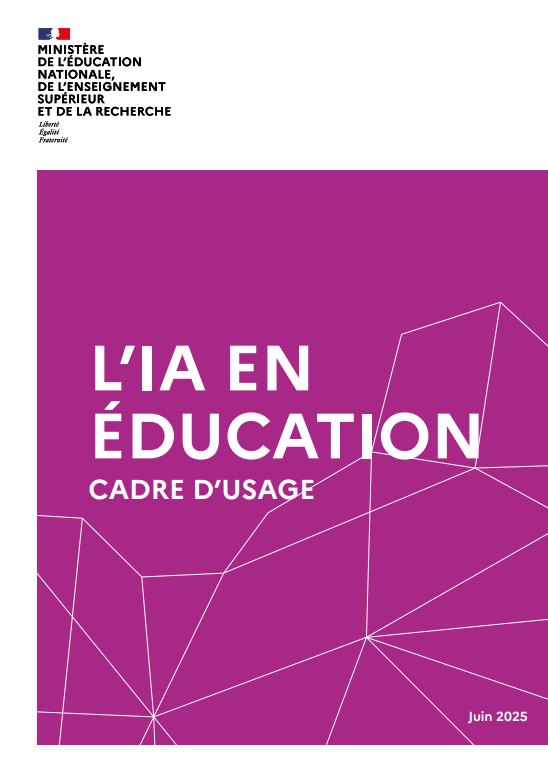 MINISTÈRE
DE L'ÉDUCATION
NATIONALE,
DE L'ENSEIGNEMENT
SUPÉRIEUR
ET DE LA RECHERCHE
Liberté
Égalité
Fraternité
L'IA EN
ÉDUCATION
CADRE D'USAGE
Juin 2025